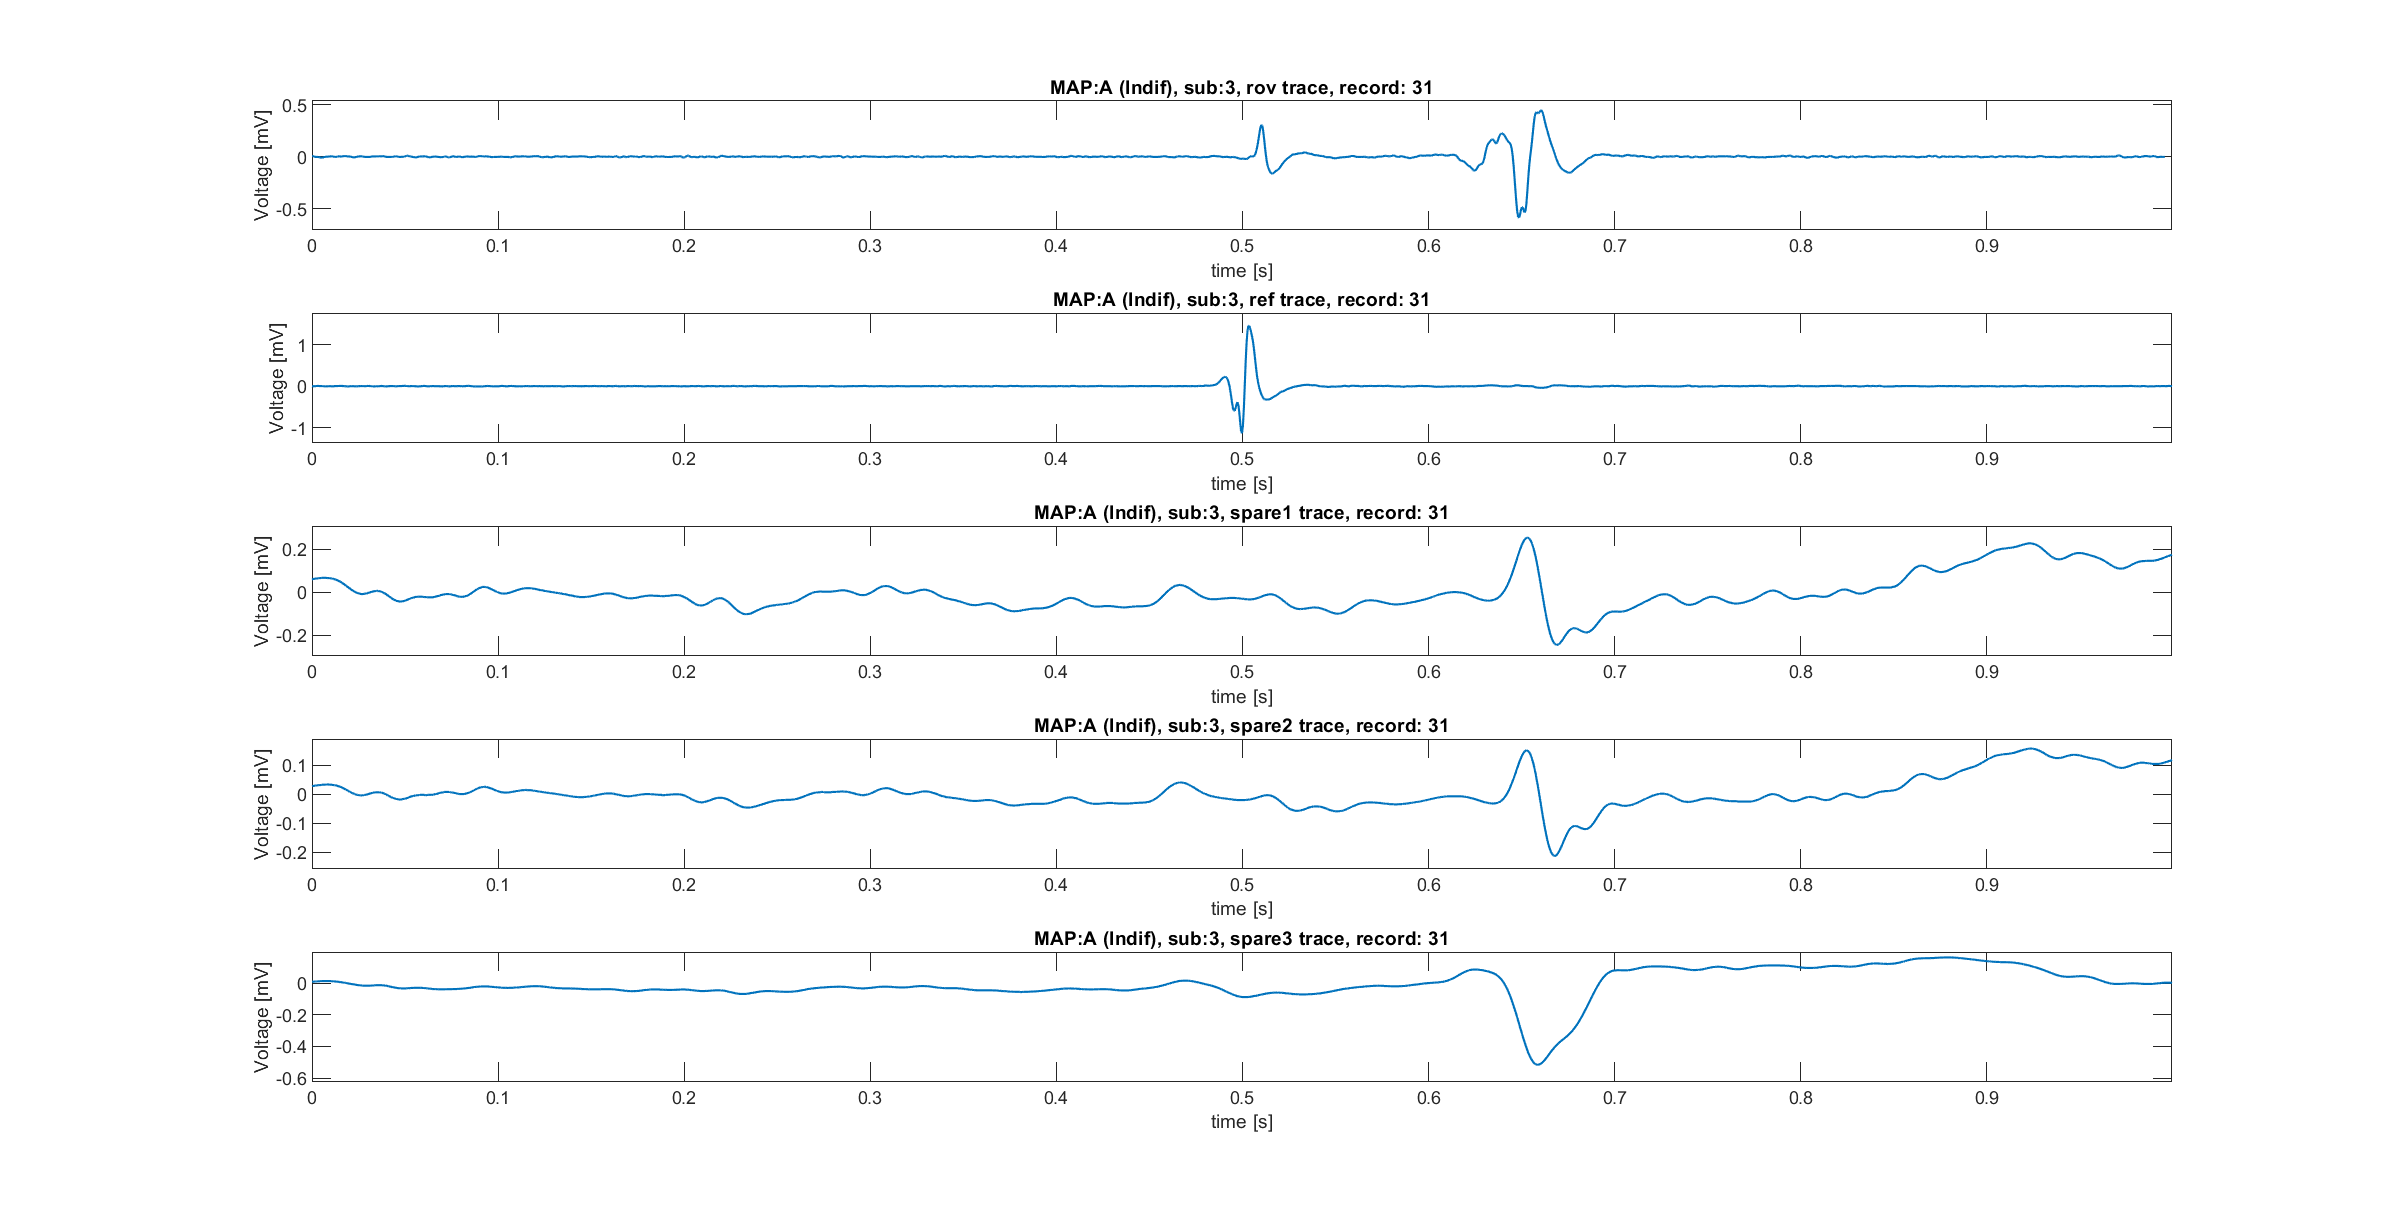 MAP:A (Indif), sub:3, rov trace, record: 31
Voltage [mV]
0.5
0
-0.5
0 0.1 0.2 0.3 0.4 0.5 0.6 0.7 0.8 0.9
time [s]
MAP:A (Indif), sub:3, ref trace, record: 31
Voltage [mV]
1
0
-1
0 0.1 0.2 0.3 0.4 0.5 0.6 0.7 0.8 0.9
time [s]
MAP:A (Indif), sub:3, spare1 trace, record: 31
Voltage [mV]
0.2
0
-0.2
0 0.1 0.2 0.3 0.4 0.5 0.6 0.7 0.8 0.9
time [s]
MAP:A (Indif), sub:3, spare2 trace, record: 31
Voltage [mV]
0.1
0
-0.1
-0.2
0 0.1 0.2 0.3 0.4 0.5 0.6 0.7 0.8 0.9
time [s]
MAP:A (Indif), sub:3, spare3 trace, record: 31
Voltage [mV]
0
-0.2
-0.4
-0.6
0 0.1 0.2 0.3 0.4 0.5 0.6 0.7 0.8 0.9
time [s]